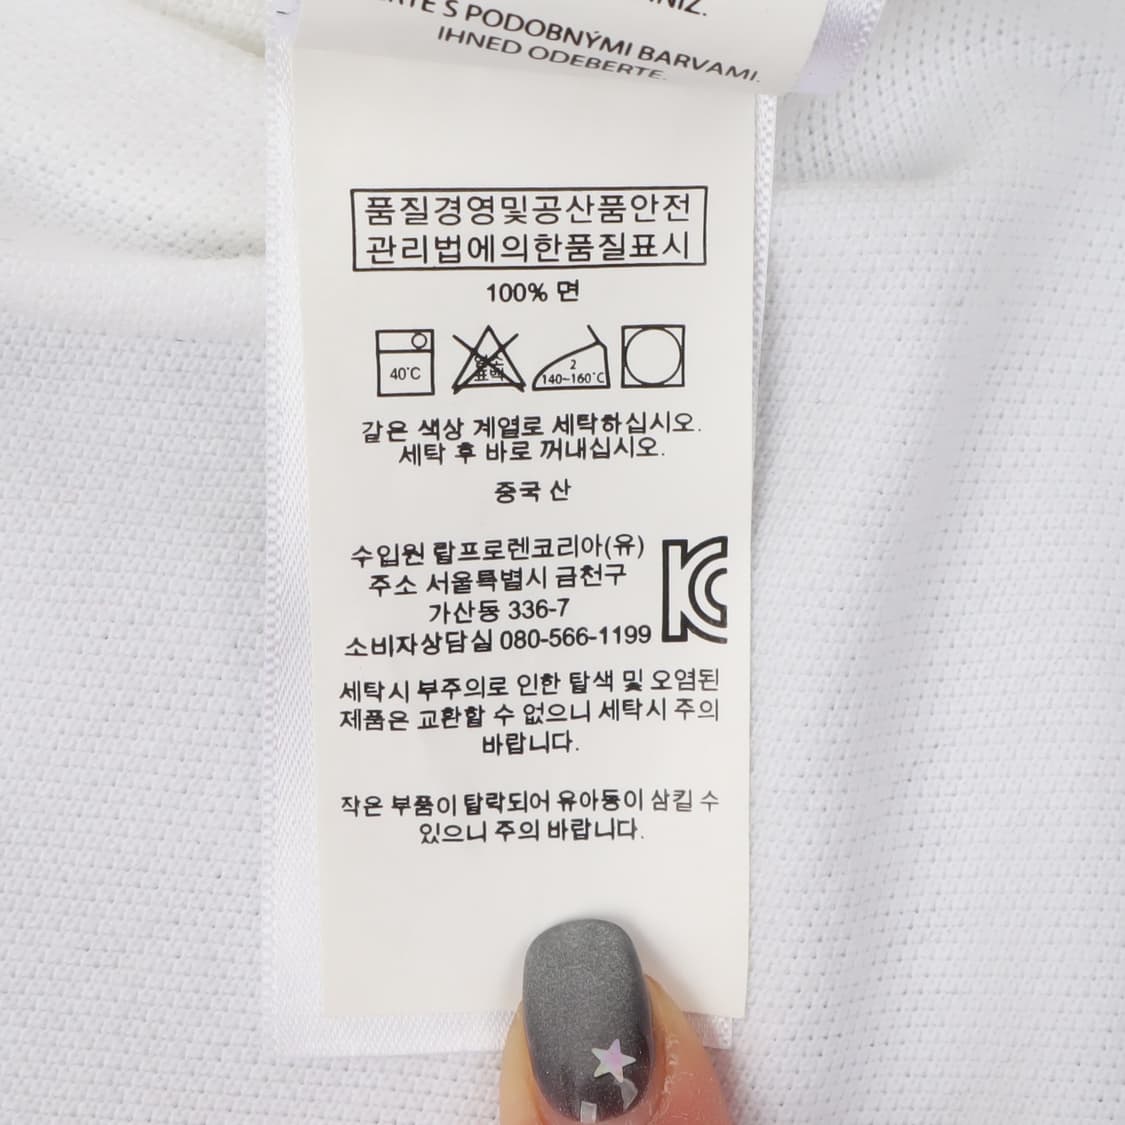 S PODOBNÝMI BARVAMI.
IHNED ODEBERTE.
품질경영및공산품안전
관리법에의한품질표시
100% 면
40°C
염소
표백
2
140~160°C
같은 색상 계열로 세탁하십시오.
세탁 후 바로 꺼내십시오.
중국 산
수입원 랍프로렌코리아(유)
주소 서울특별시 금천구
가산동 336-7
소비자상담실 080-566-1199
KC
세탁시 부주의로 인한 탈색 및 오염된
제품은 교환할 수 없으니 세탁시 주의
바랍니다.
작은 부품이 탈락되어 유아동이 삼킬 수
있으니 주의 바랍니다.